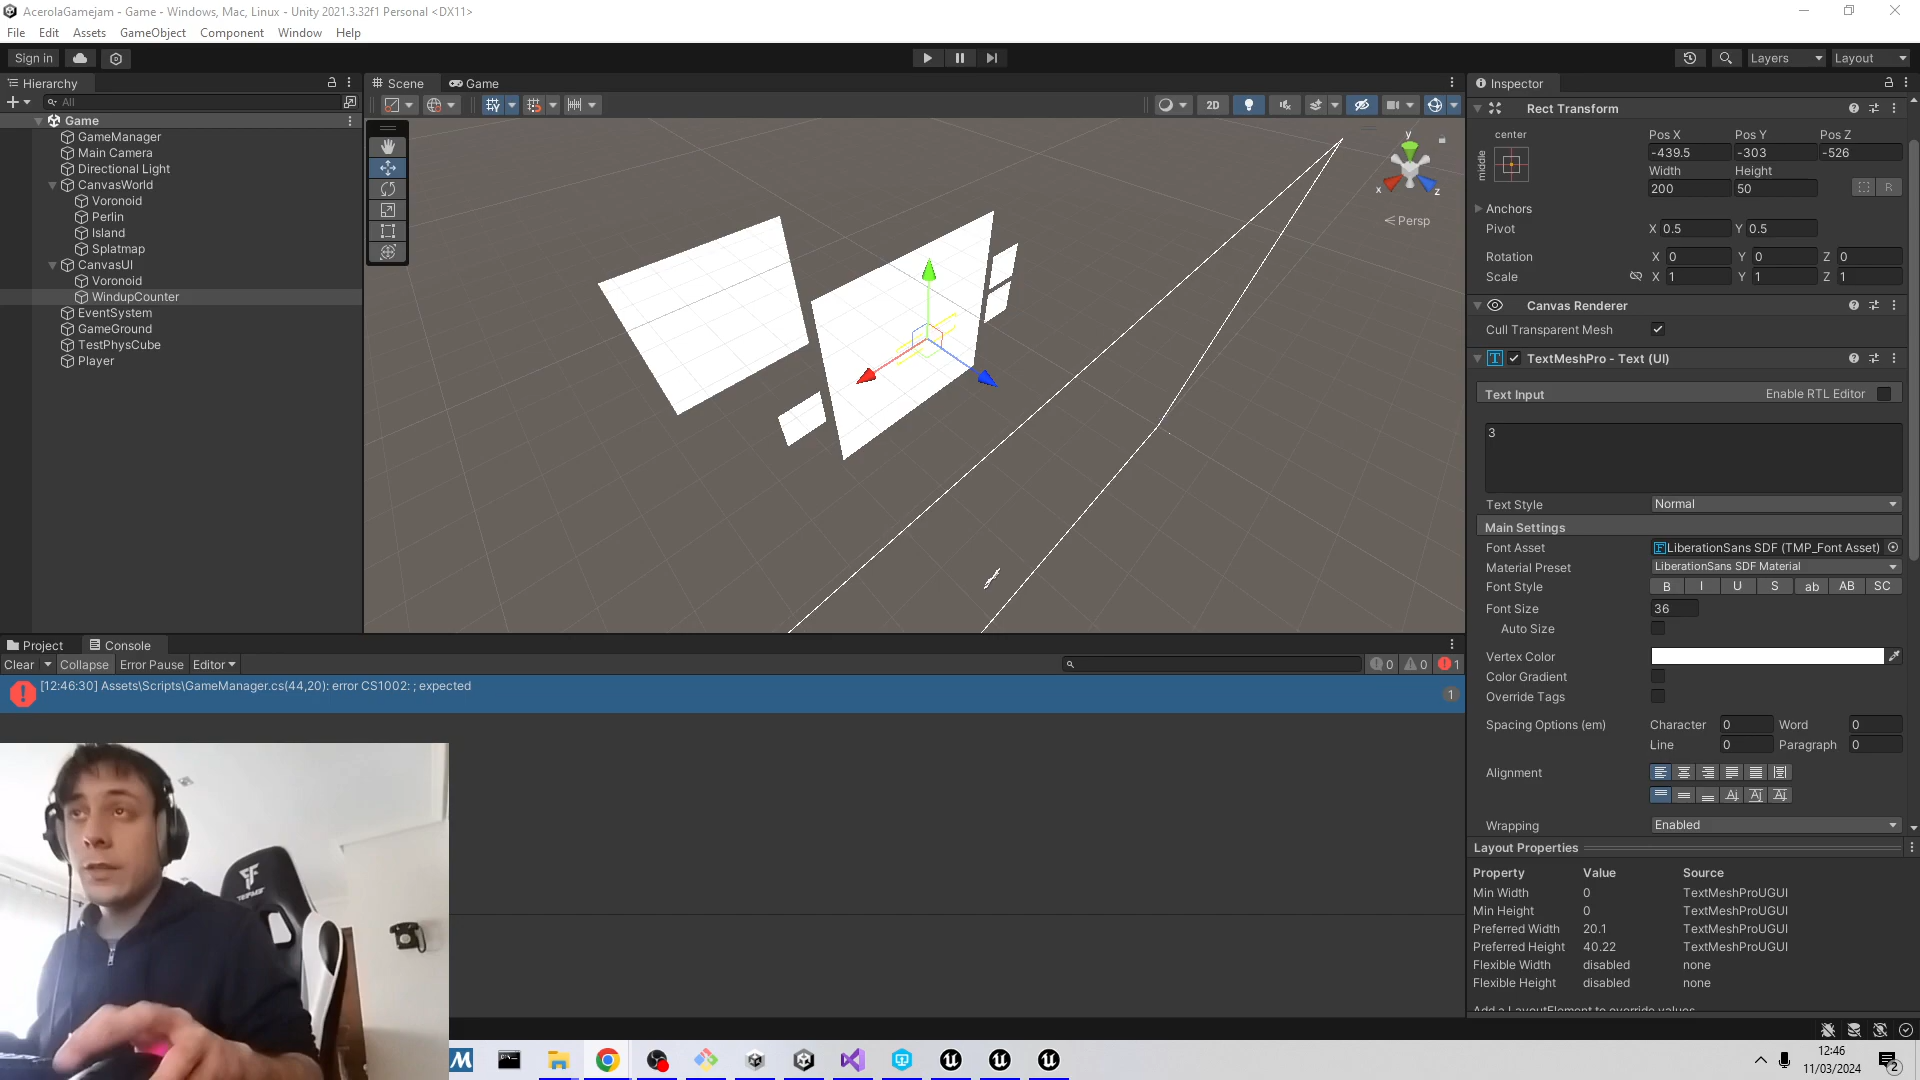 AcerolaGamejam - Game - Windows, Mac, Linux - Unity 2021.3.32f1 Personal <DX11>
File Edit Assets GameObject Component Window Help
Sign in
Layers
Layout
Hierarchy
All
Game
GameManager
Main Camera
Directional Light
CanvasWorld
Voronoid
Perlin
Island
Splatmap
CanvasUI
Voronoid
WindupCounter
EventSystem
GameGround
TestPhysCube
Player
Scene
Game
2D
y
x
z
Persp
Inspector
Rect Transform
center
middle
Pos X Pos Y Pos Z
-439.5 -303 -526
Width Height
200 50
R
Anchors
Pivot X 0.5 Y 0.5
Rotation X 0 Y 0 Z 0
Scale X 1 Y 1 Z 1
Canvas Renderer
Cull Transparent Mesh
TextMeshPro - Text (UI)
Text Input Enable RTL Editor
3
Text Style Normal
Main Settings
Font Asset LiberationSans SDF (TMP_Font Asset)
Material Preset LiberationSans SDF Material
Font Style B I U S ab AB SC
Font Size 36
Auto Size
Vertex Color
Color Gradient
Override Tags
Spacing Options (em) Character 0 Word 0
Line 0 Paragraph 0
Alignment
Wrapping Enabled
Layout Properties
Property Value Source
Min Width 0 TextMeshProUGUI
Min Height 0 TextMeshProUGUI
Preferred Width 20.1 TextMeshProUGUI
Preferred Height 40.22 TextMeshProUGUI
Flexible Width disabled none
Flexible Height disabled none
Add a LayoutElement to override values
Project
Console
Clear Collapse Error Pause Editor
0 0 1
[12:46:30] Assets\Scripts\GameManager.cs(44,20): error CS1002: ; expected
1
12:46
11/03/2024
2